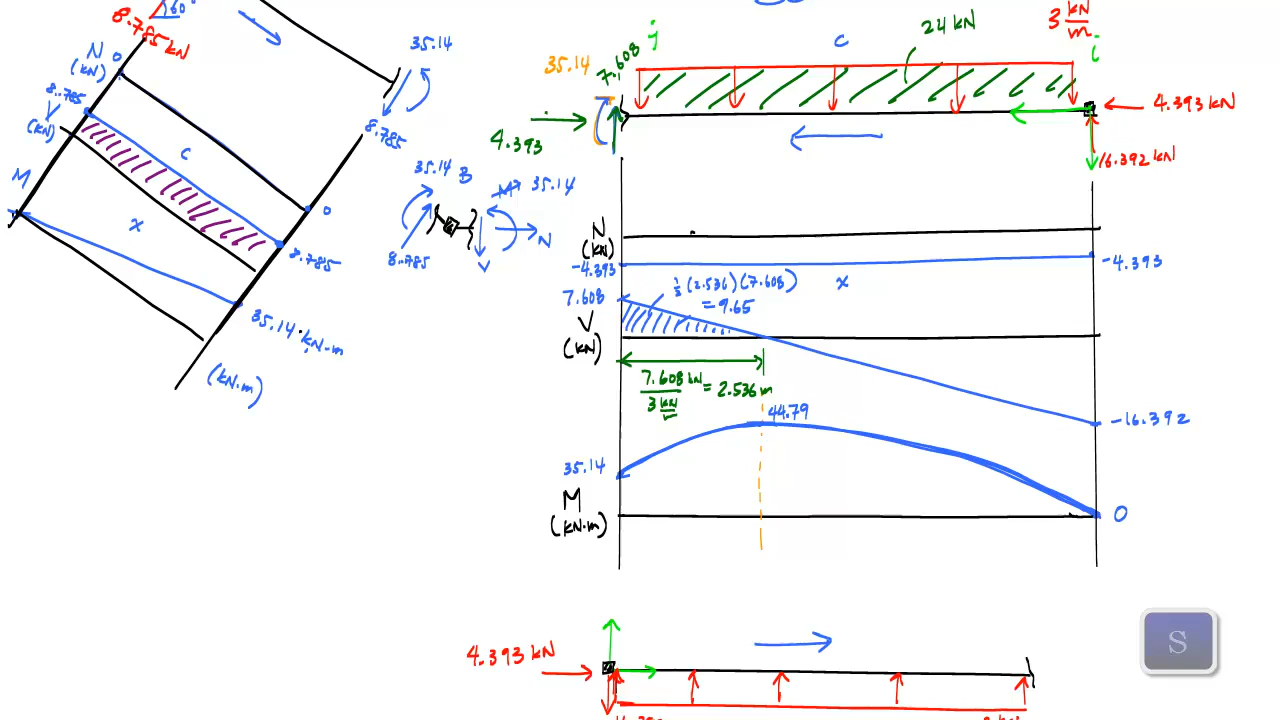 60°
8.785 kN
N
(kN)
0
8.785
V
(kN)
M
c
x
0
8.785
35.14 kN·m
(kN·m)
35.14
8.785
35.14 B
M 35.14
8.785
N
V
j
c
24 kN
3 kN/m
i
35.14
7.608
4.393
4.393 kN
16.392 kN
N
(kN)
-4.393
-4.393
7.608
½(2.536)(7.608)
= 9.65
x
V
(kN)
7.608 kN / 3 kN/m = 2.536 m
-16.392
44.79
35.14
M
(kN·m)
0
4.393 kN
S